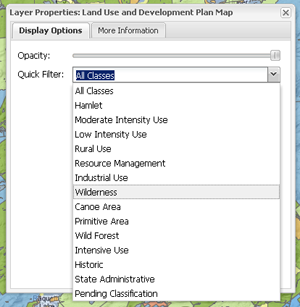 Layer Properties: Land Use and Development Plan Map
Display Options
More Information
Opacity:
Quick Filter:
All Classes
All Classes
Hamlet
Moderate Intensity Use
Low Intensity Use
Rural Use
Resource Management
Industrial Use
Wilderness
Canoe Area
Primitive Area
Wild Forest
Intensive Use
Historic
State Administrative
Pending Classification